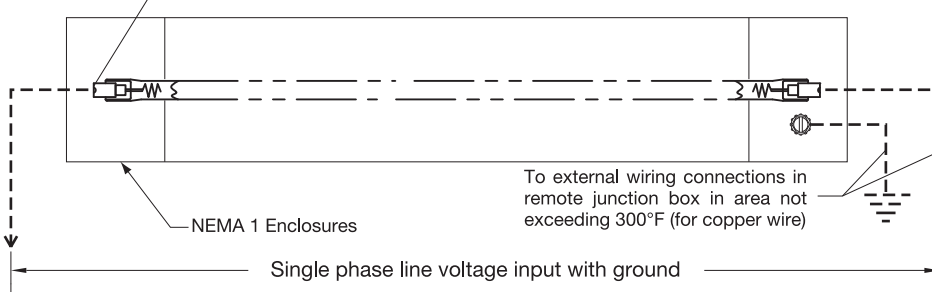 To external wiring connections in
remote junction box in area not
exceeding 300°F (for copper wire)
NEMA 1 Enclosures
Single phase line voltage input with ground